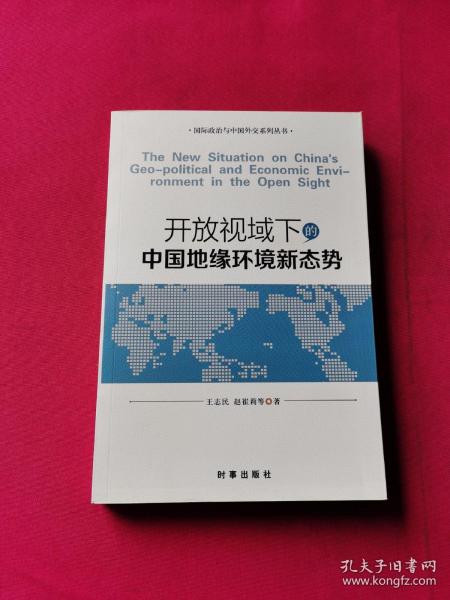 ·国际政治与中国外交系列丛书·
The New Situation on China's
Geo-political and Economic Envi-
ronment in the Open Sight
开放视域下的
中国地缘环境新态势
王志民 赵崔莉等 著
时事出版社
孔夫子旧书网
www.kongfz.com